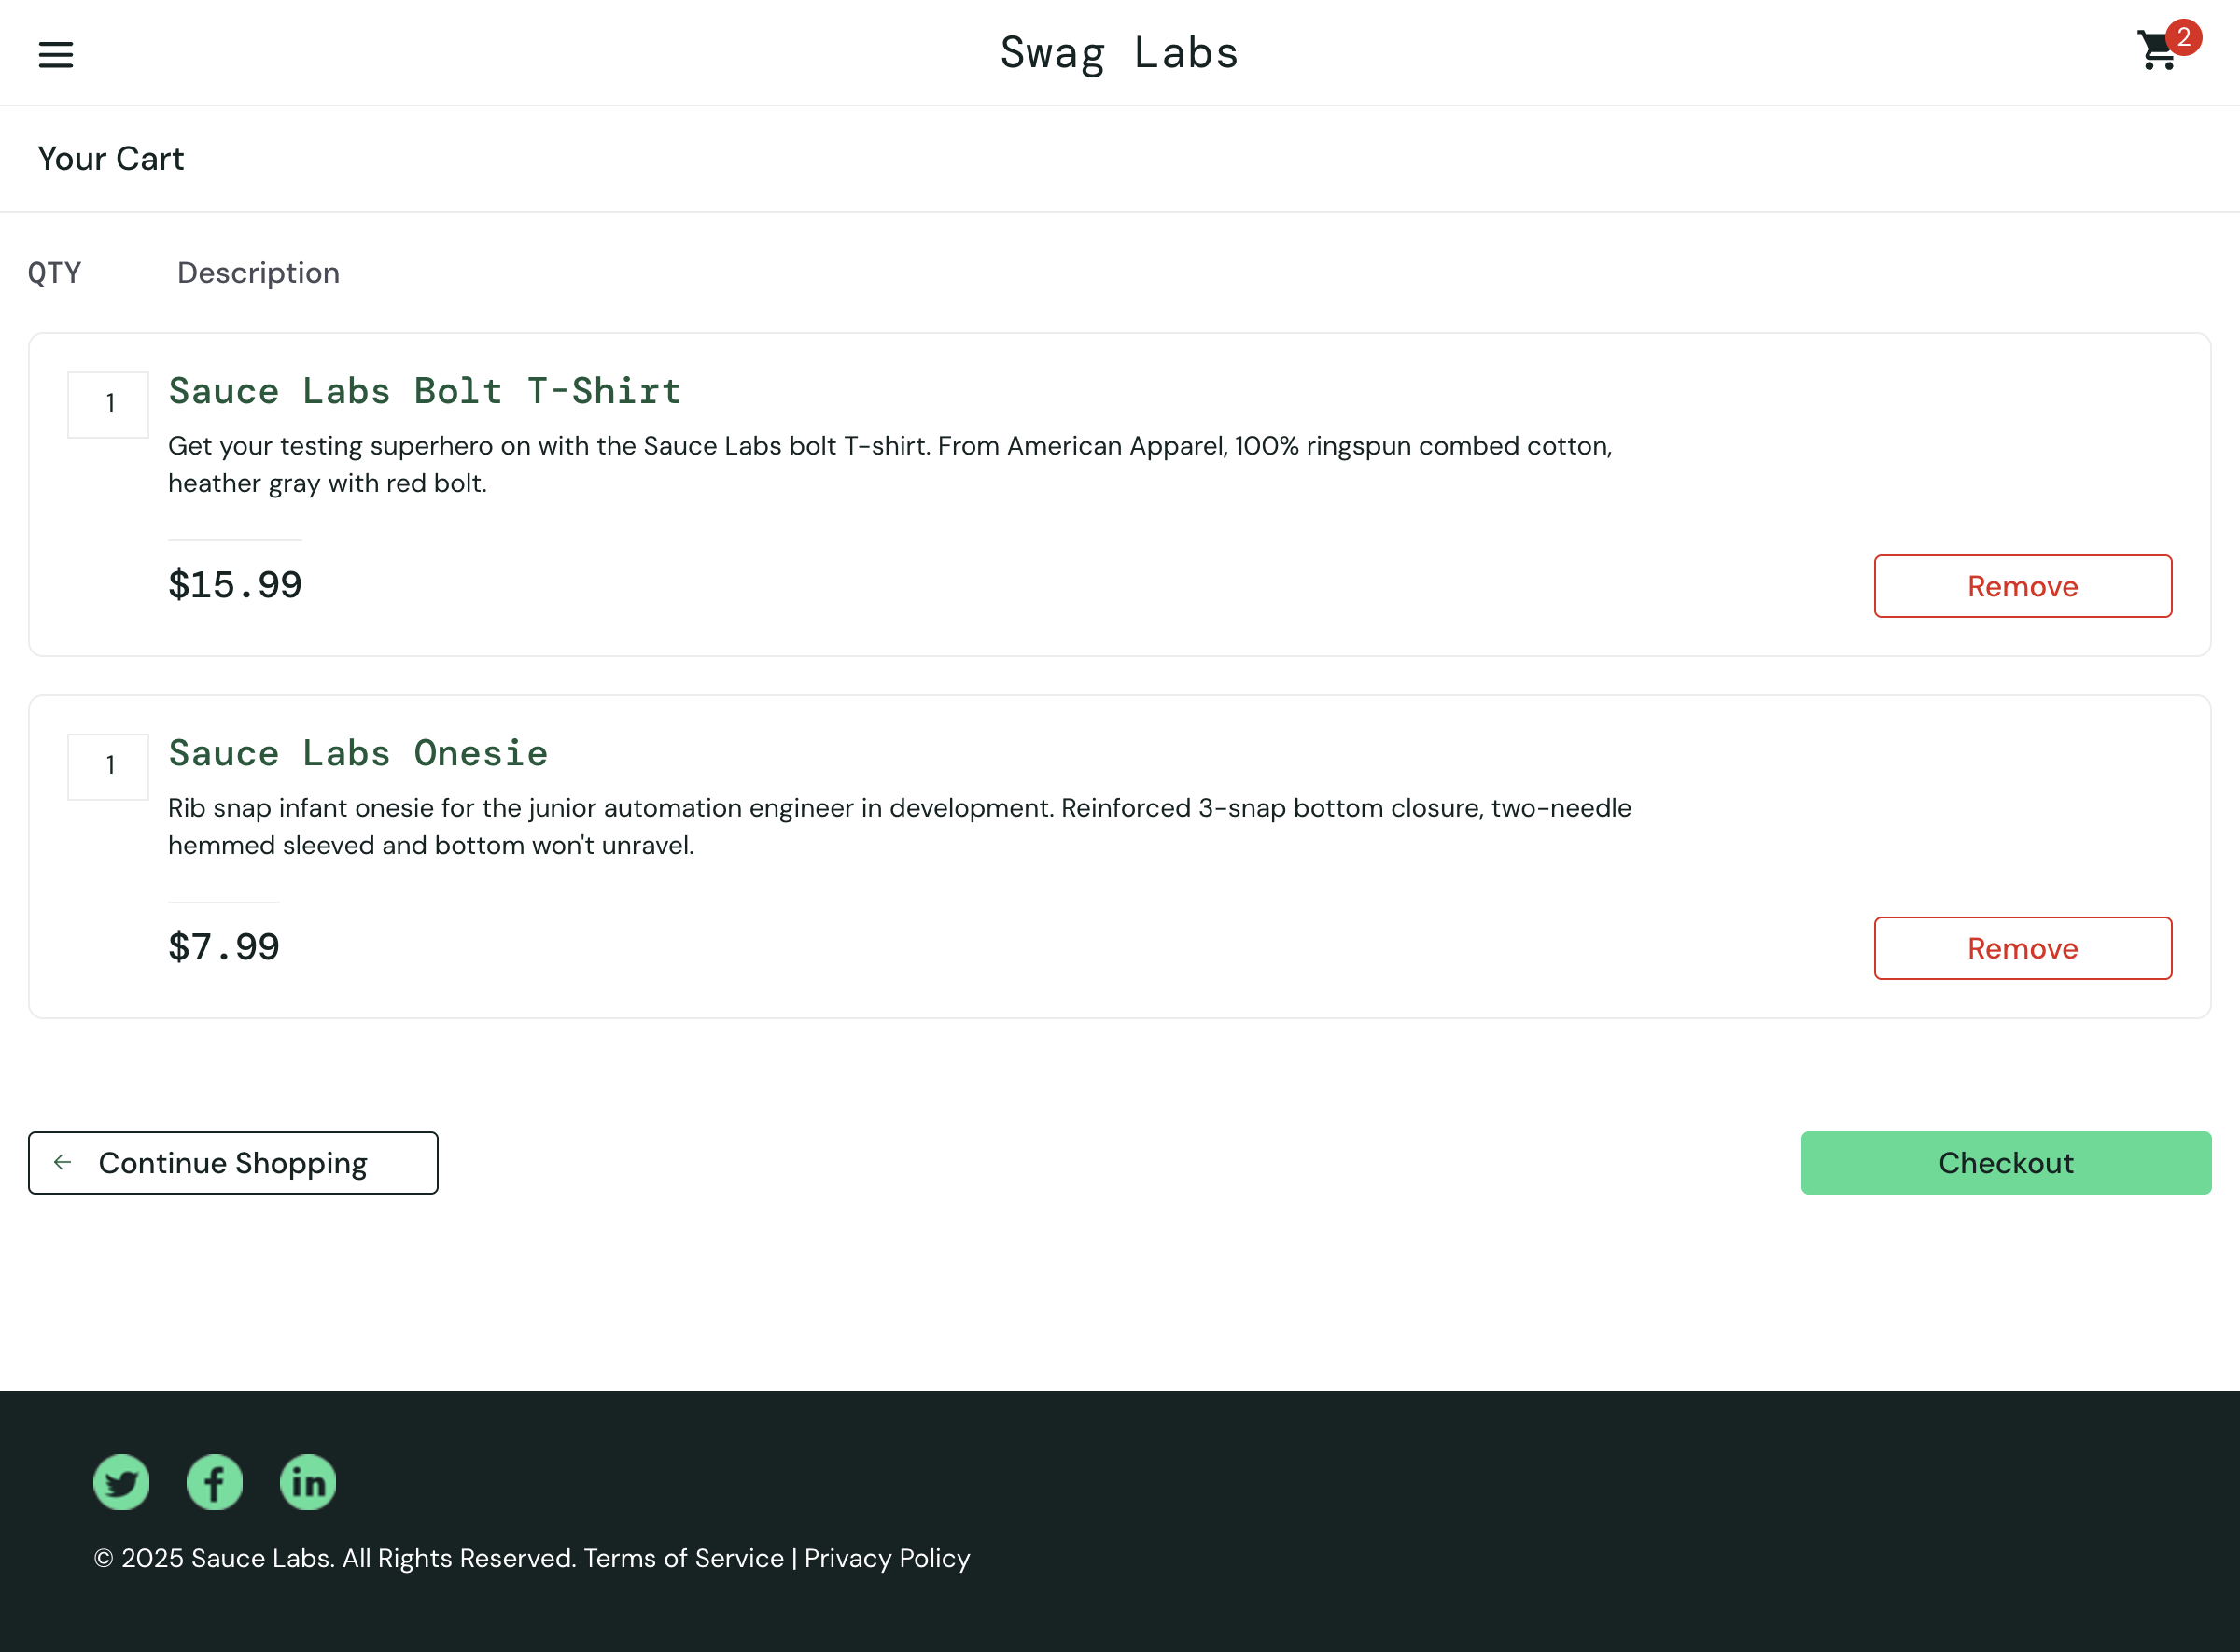 Swag Labs
2
Your Cart
QTY Description
1
Sauce Labs Bolt T-Shirt
Get your testing superhero on with the Sauce Labs bolt T-shirt. From American Apparel, 100% ringspun combed cotton,
heather gray with red bolt.
$15.99
Remove
1
Sauce Labs Onesie
Rib snap infant onesie for the junior automation engineer in development. Reinforced 3-snap bottom closure, two-needle
hemmed sleeved and bottom won't unravel.
$7.99
Remove
Continue Shopping
Checkout
© 2025 Sauce Labs. All Rights Reserved. Terms of Service | Privacy Policy